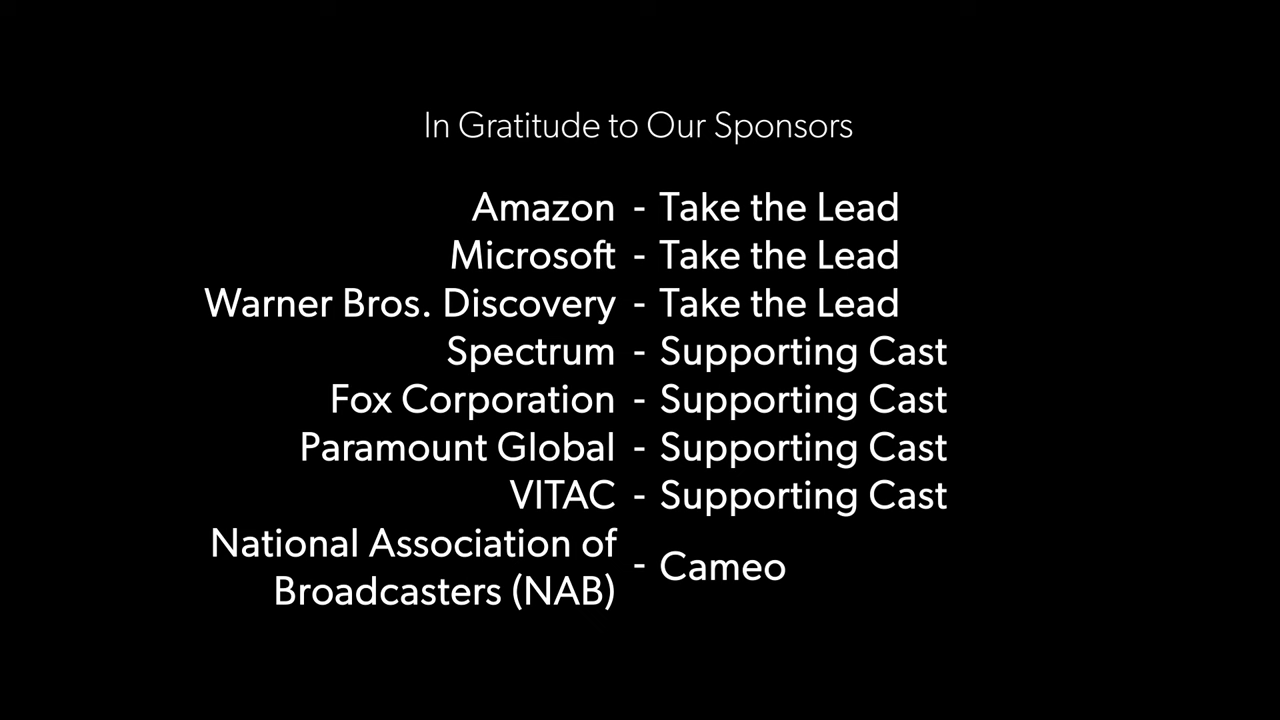 In Gratitude to Our Sponsors
Amazon - Take the Lead
Microsoft - Take the Lead
Warner Bros. Discovery - Take the Lead
Spectrum - Supporting Cast
Fox Corporation - Supporting Cast
Paramount Global - Supporting Cast
VITAC - Supporting Cast
National Association of
Broadcasters (NAB) - Cameo